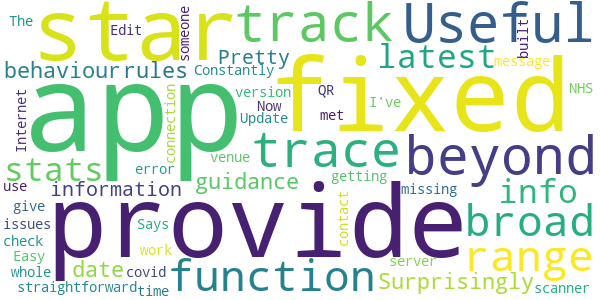 The
star
Edit
someone
track
Useful
built
Pretty
latest
message
behaviour
rules
Constantly
Internet
app
connection
version
Now
Update
QR
met
fixed
I've
NHS
stats
error
venue
trace
beyond
use
information
guidance
getting
missing
info
give
provide
contact
broad
issues
Says
check
work
server
range
Easy
whole
date
covid
function
Surprisingly
straightforward
time
scanner